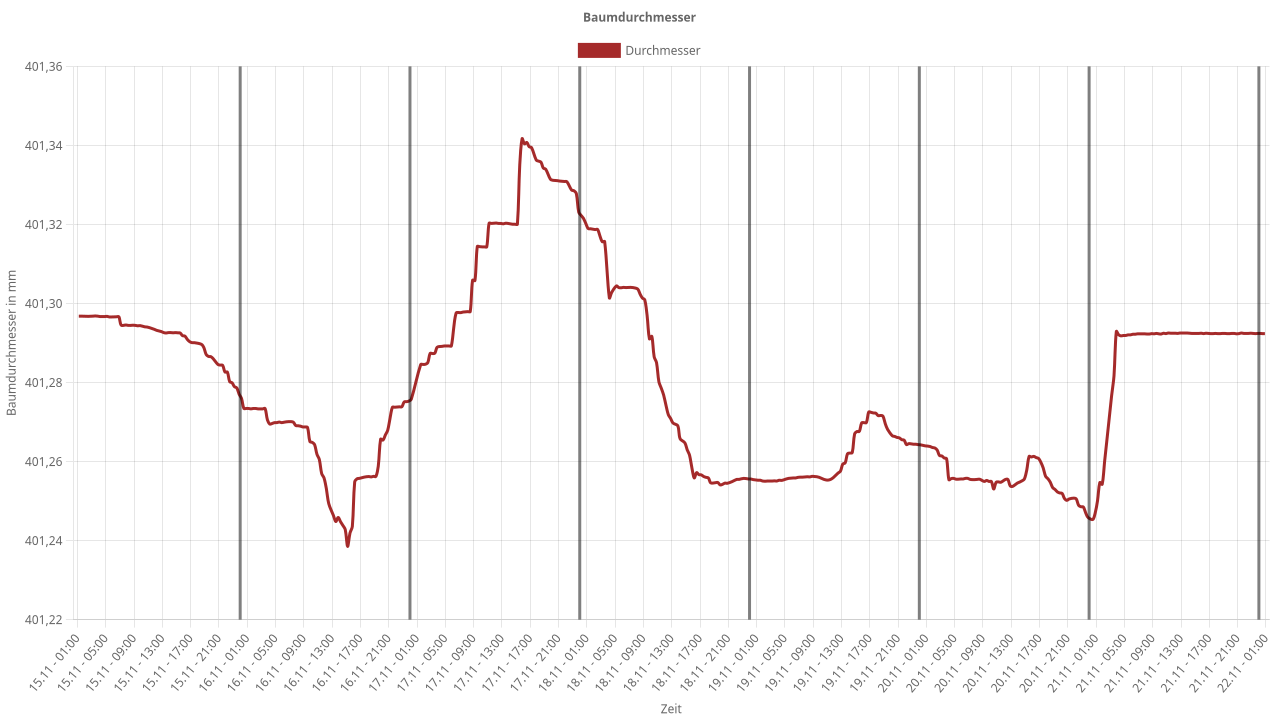 Baumdurchmesser
Durchmesser
401,36
401,34
401,32
401,30
401,28
401,26
401,24
401,22
Baumdurchmesser in mm
15.11 - 01:00
15.11 - 05:00
15.11 - 09:00
15.11 - 13:00
15.11 - 17:00
15.11 - 21:00
16.11 - 01:00
16.11 - 05:00
16.11 - 09:00
16.11 - 13:00
16.11 - 17:00
16.11 - 21:00
17.11 - 01:00
17.11 - 05:00
17.11 - 09:00
17.11 - 13:00
17.11 - 17:00
17.11 - 21:00
18.11 - 01:00
18.11 - 05:00
18.11 - 09:00
18.11 - 13:00
18.11 - 17:00
18.11 - 21:00
19.11 - 01:00
19.11 - 05:00
19.11 - 09:00
19.11 - 13:00
19.11 - 17:00
19.11 - 21:00
20.11 - 01:00
20.11 - 05:00
20.11 - 09:00
20.11 - 13:00
20.11 - 17:00
20.11 - 21:00
21.11 - 01:00
21.11 - 05:00
21.11 - 09:00
21.11 - 13:00
21.11 - 17:00
21.11 - 21:00
22.11 - 01:00
Zeit